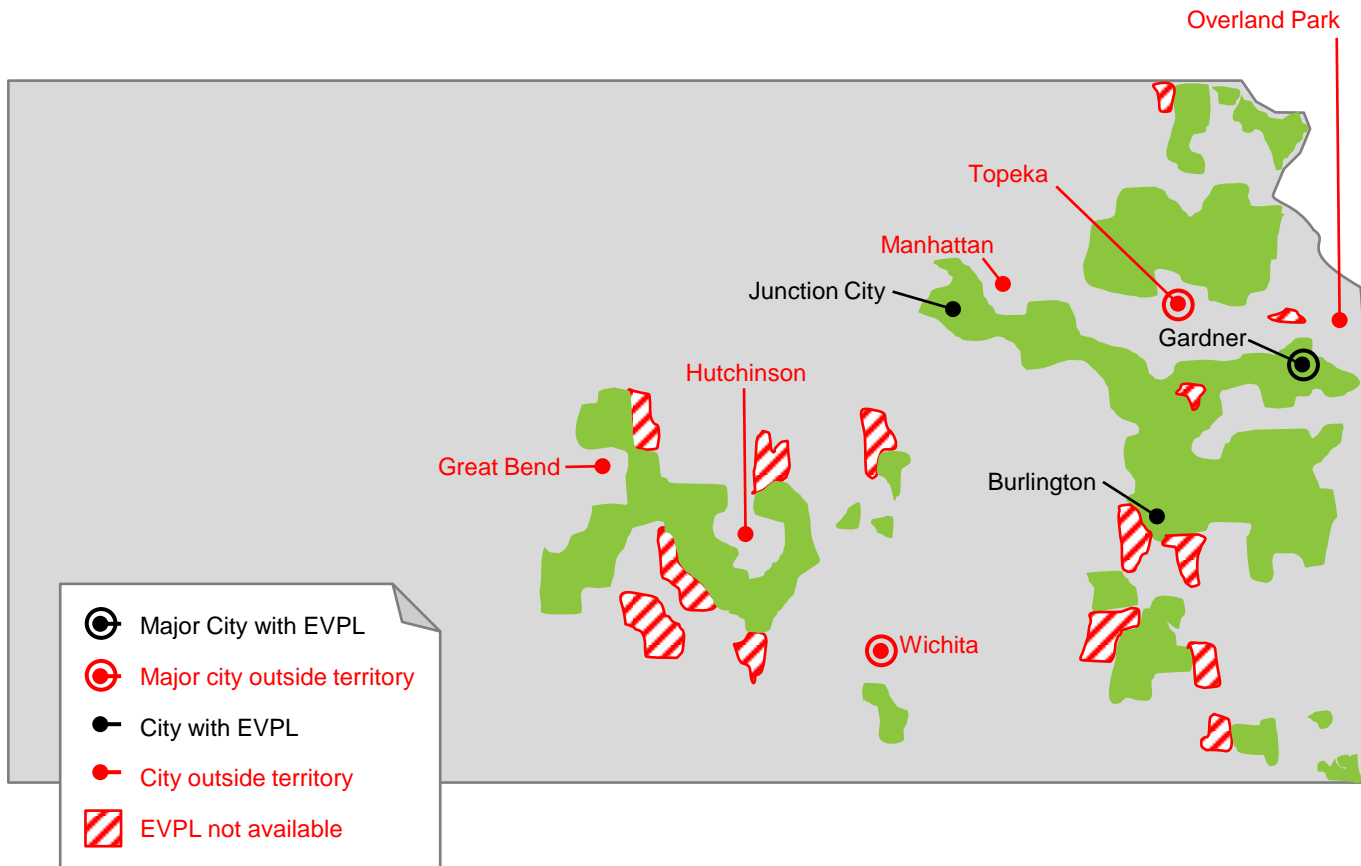 Overland Park
Topeka
Manhattan
Junction City
Gardner
Hutchinson
Great Bend
Burlington
Wichita
Major City with EVPL
Major city outside territory
City with EVPL
City outside territory
EVPL not available